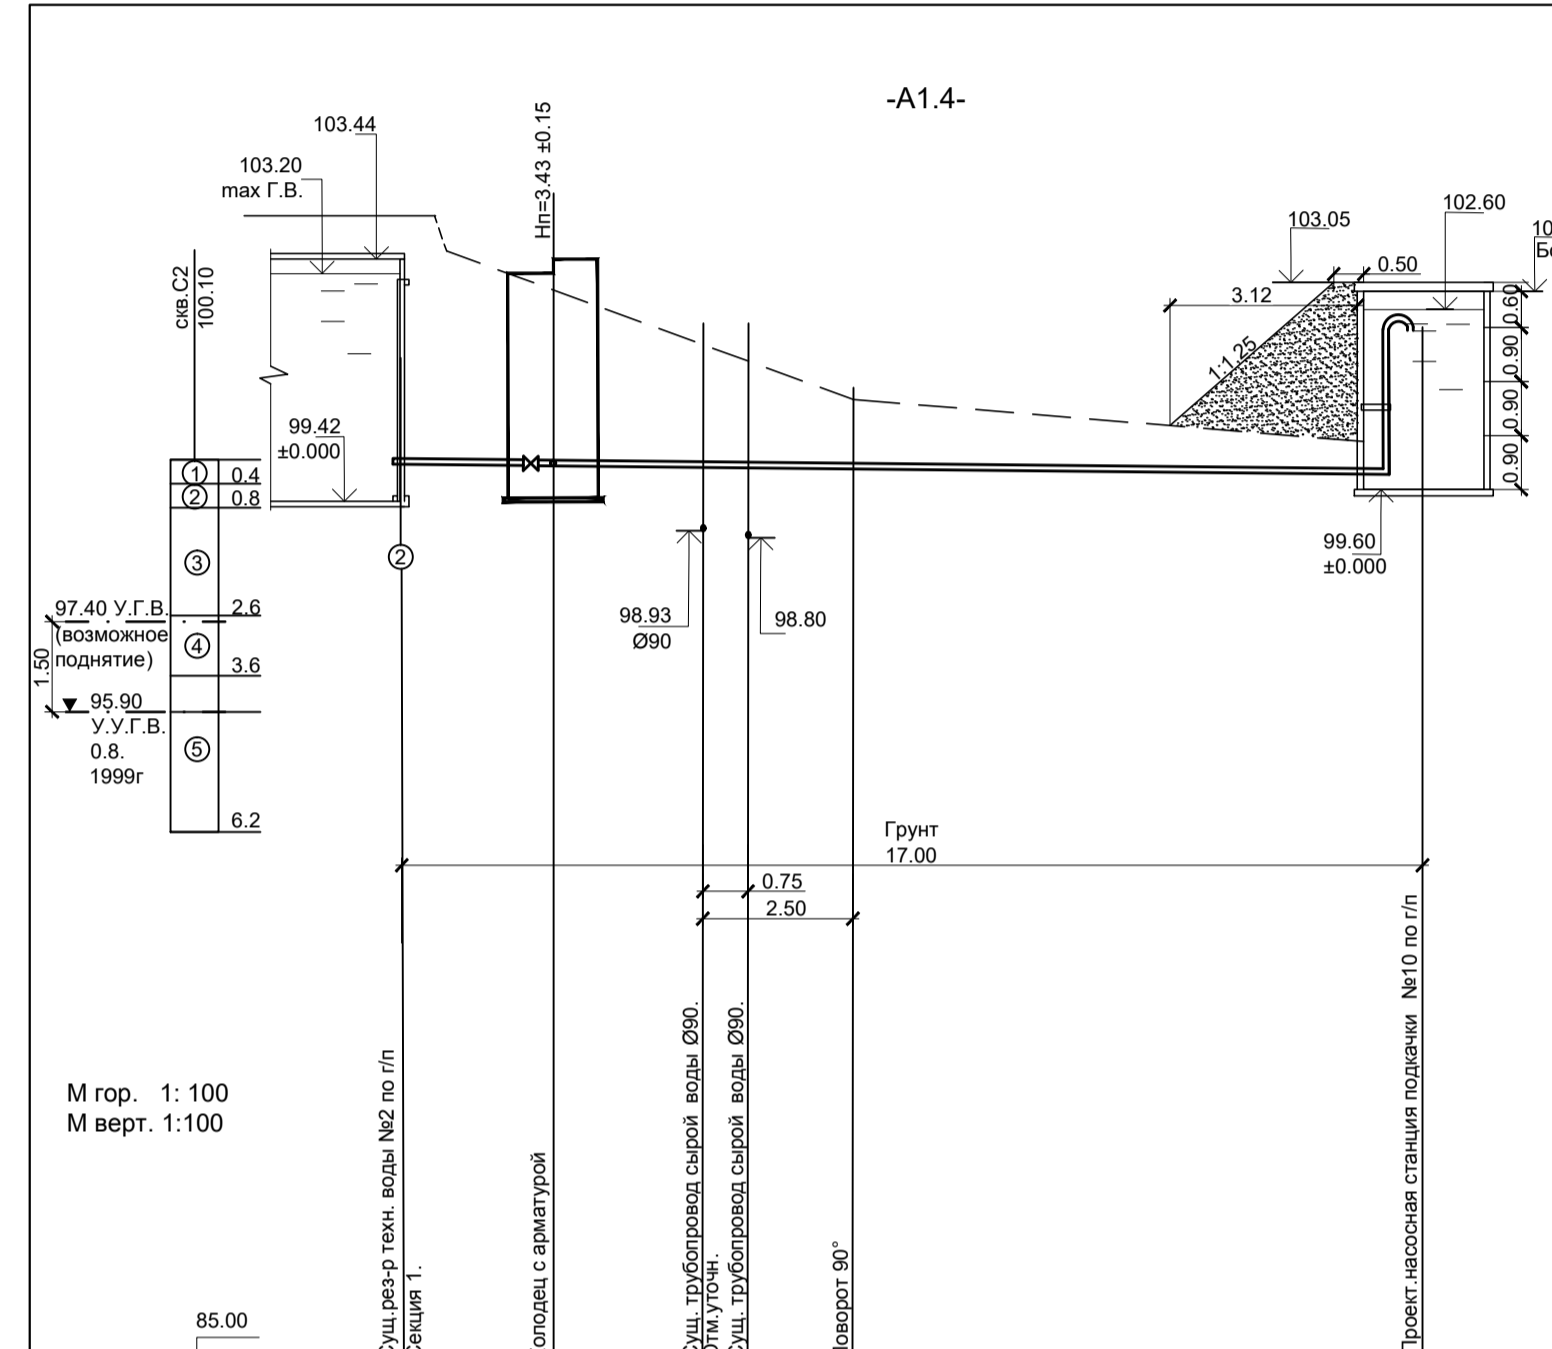 -А1.4-
103.44
103.20
max Г.В.
Нп=3.43 ±0.15
скв.С2
100.10
103.05
102.60
10
Бе
0.50
3.12
1:1.25
0.60
0.90
0.90
0.90
99.42
±0.000
1
0.4
2
0.8
3
2
2.6
97.40 У.Г.В.
(возможное
поднятие)
4
3.6
1.50
95.90
У.У.Г.В.
0.8.
1999г
5
6.2
98.93
Ø90
98.80
99.60
±0.000
Грунт
17.00
0.75
2.50
М гор. 1: 100
М верт. 1:100
Сущ.рез-р техн. воды №2 по г/п
Секция 1.
Колодец с арматурой
Сущ. трубопровод сырой воды Ø90.
Отм.уточн.
Сущ. трубопровод сырой воды Ø90.
Поворот 90°
Проект.насосная станция подкачки №10 по г/п
85.00